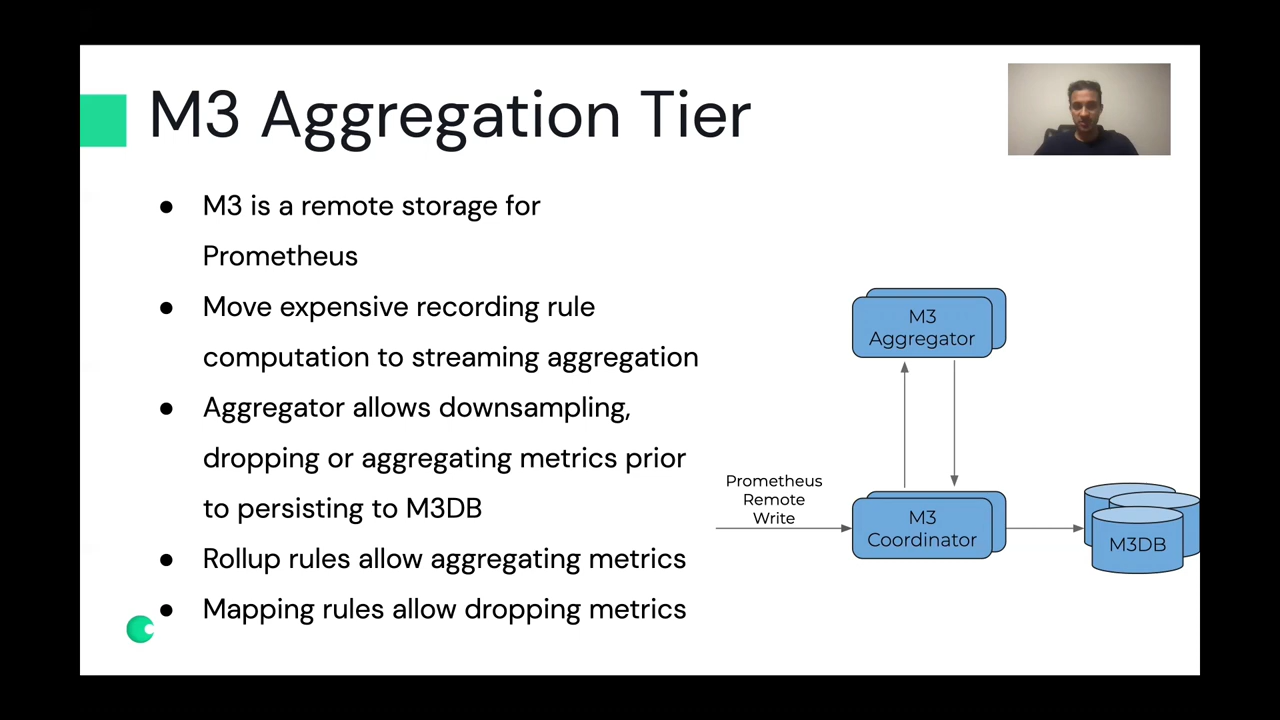 M3 Aggregation Tier
● M3 is a remote storage for
Prometheus
● Move expensive recording rule
computation to streaming aggregation
● Aggregator allows downsampling,
dropping or aggregating metrics prior
to persisting to M3DB
● Rollup rules allow aggregating metrics
● Mapping rules allow dropping metrics
M3
Aggregator
Prometheus
Remote
Write
M3
Coordinator
M3DB